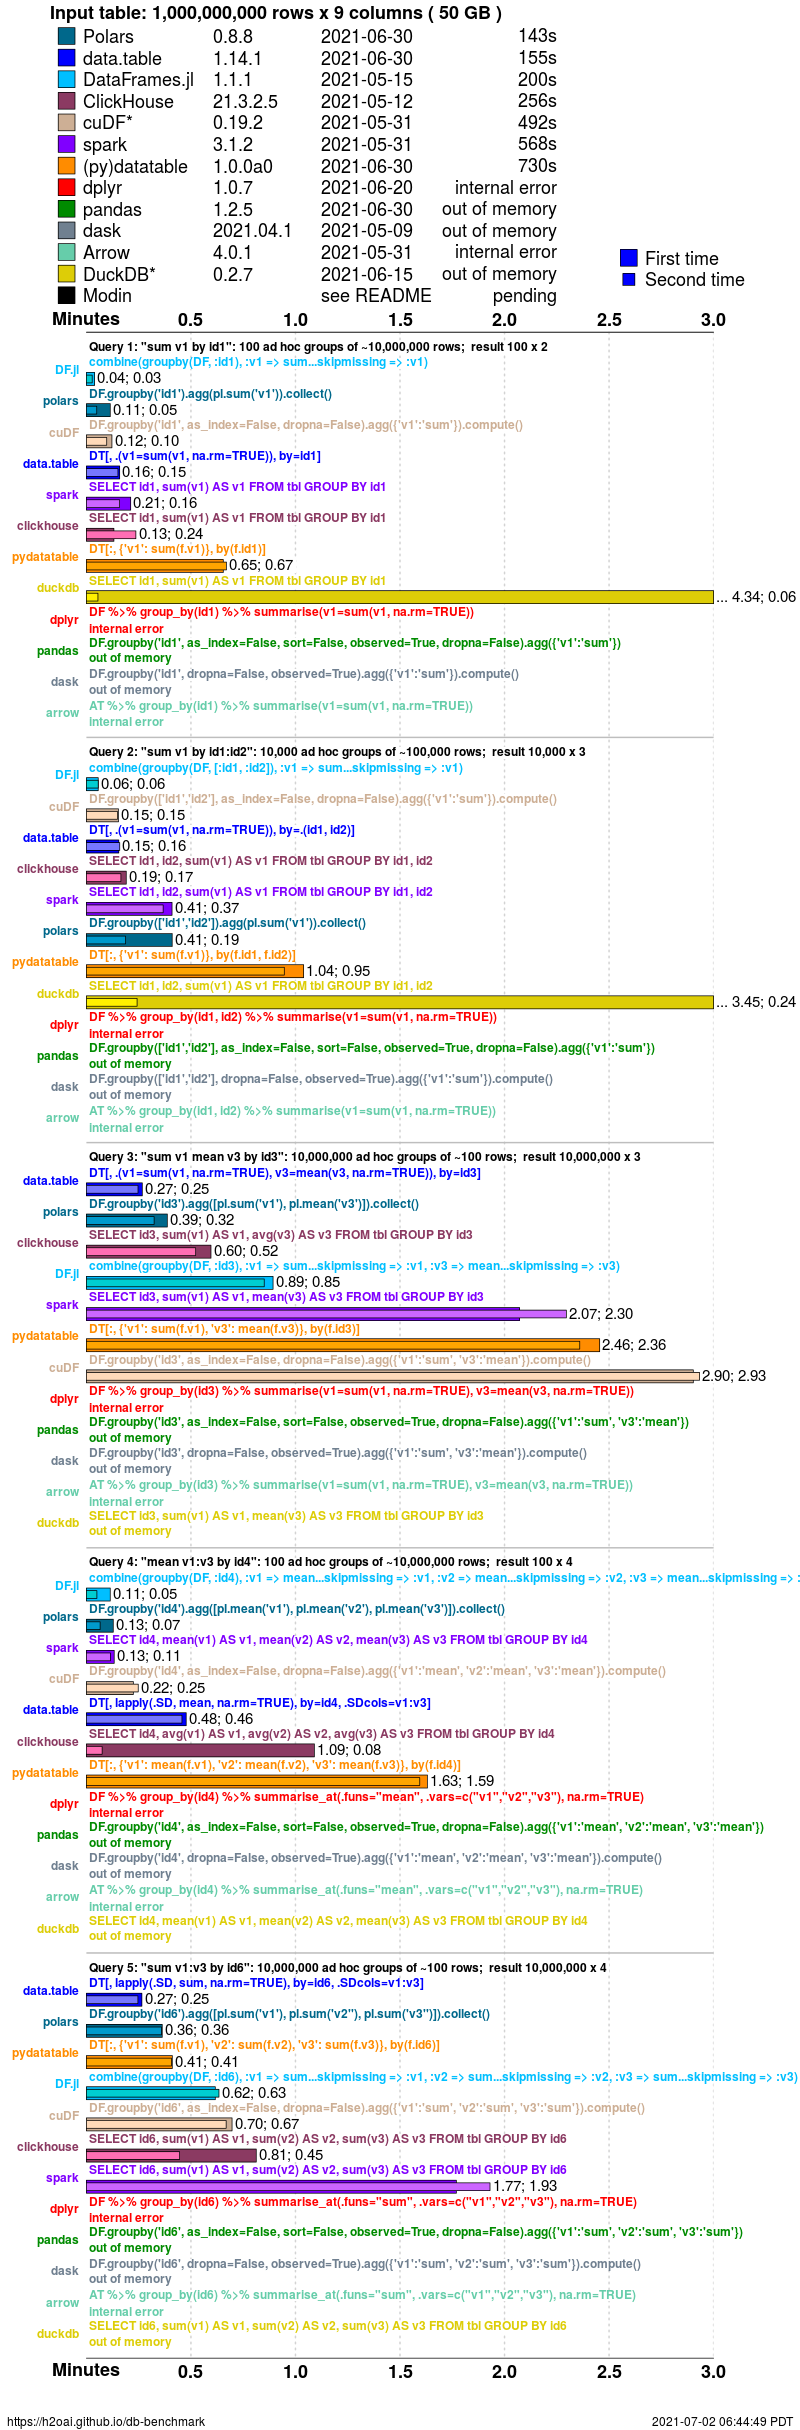 Input table: 1,000,000,000 rows x 9 columns ( 50 GB )
Polars 0.8.8 2021-06-30 143s
data.table 1.14.1 2021-06-30 155s
DataFrames.jl 1.1.1 2021-05-15 200s
ClickHouse 21.3.2.5 2021-05-12 256s
cuDF* 0.19.2 2021-05-31 492s
spark 3.1.2 2021-05-31 568s
(py)datatable 1.0.0a0 2021-06-30 730s
dplyr 1.0.7 2021-06-20 internal error
pandas 1.2.5 2021-06-30 out of memory
dask 2021.04.1 2021-05-09 out of memory
Arrow 4.0.1 2021-05-31 internal error
DuckDB* 0.2.7 2021-06-15 out of memory
Modin see README pending
First time
Second time
Minutes 0.5 1.0 1.5 2.0 2.5 3.0
Query 1: "sum v1 by id1": 100 ad hoc groups of ~10,000,000 rows; result 100 x 2
combine(groupby(DF, :id1), :v1 => sum...skipmissing => :v1)
DF.jl 0.04; 0.03
DF.groupby('id1').agg(pl.sum('v1')).collect()
polars 0.11; 0.05
DF.groupby('id1', as_index=False, dropna=False).agg({'v1':'sum'}).compute()
cuDF 0.12; 0.10
DT[, .(v1=sum(v1, na.rm=TRUE)), by=id1]
data.table 0.16; 0.15
SELECT id1, sum(v1) AS v1 FROM tbl GROUP BY id1
spark 0.21; 0.16
SELECT id1, sum(v1) AS v1 FROM tbl GROUP BY id1
clickhouse 0.13; 0.24
DT[:, {'v1': sum(f.v1)}, by(f.id1)]
pydatatable 0.65; 0.67
SELECT id1, sum(v1) AS v1 FROM tbl GROUP BY id1
duckdb ... 4.34; 0.06
DF %>% group_by(id1) %>% summarise(v1=sum(v1, na.rm=TRUE))
dplyr internal error
DF.groupby('id1', as_index=False, sort=False, observed=True, dropna=False).agg({'v1':'sum'})
pandas out of memory
DF.groupby('id1', dropna=False, observed=True).agg({'v1':'sum'}).compute()
dask out of memory
AT %>% group_by(id1) %>% summarise(v1=sum(v1, na.rm=TRUE))
arrow internal error
Query 2: "sum v1 by id1:id2": 10,000 ad hoc groups of ~100,000 rows; result 10,000 x 3
combine(groupby(DF, [:id1, :id2]), :v1 => sum...skipmissing => :v1)
DF.jl 0.06; 0.06
DF.groupby(['id1','id2'], as_index=False, dropna=False).agg({'v1':'sum'}).compute()
cuDF 0.15; 0.15
DT[, .(v1=sum(v1, na.rm=TRUE)), by=.(id1, id2)]
data.table 0.15; 0.16
SELECT id1, id2, sum(v1) AS v1 FROM tbl GROUP BY id1, id2
clickhouse 0.19; 0.17
SELECT id1, id2, sum(v1) AS v1 FROM tbl GROUP BY id1, id2
spark 0.41; 0.37
DF.groupby(['id1','id2']).agg(pl.sum('v1')).collect()
polars 0.41; 0.19
DT[:, {'v1': sum(f.v1)}, by(f.id1, f.id2)]
pydatatable 1.04; 0.95
SELECT id1, id2, sum(v1) AS v1 FROM tbl GROUP BY id1, id2
duckdb ... 3.45; 0.24
DF %>% group_by(id1, id2) %>% summarise(v1=sum(v1, na.rm=TRUE))
dplyr internal error
DF.groupby(['id1','id2'], as_index=False, sort=False, observed=True, dropna=False).agg({'v1':'sum'})
pandas out of memory
DF.groupby(['id1','id2'], dropna=False, observed=True).agg({'v1':'sum'}).compute()
dask out of memory
AT %>% group_by(id1, id2) %>% summarise(v1=sum(v1, na.rm=TRUE))
arrow internal error
Query 3: "sum v1 mean v3 by id3": 10,000,000 ad hoc groups of ~100 rows; result 10,000,000 x 3
DT[, .(v1=sum(v1, na.rm=TRUE), v3=mean(v3, na.rm=TRUE)), by=id3]
data.table 0.27; 0.25
DF.groupby('id3').agg([pl.sum('v1'), pl.mean('v3')]).collect()
polars 0.39; 0.32
SELECT id3, sum(v1) AS v1, avg(v3) AS v3 FROM tbl GROUP BY id3
clickhouse 0.60; 0.52
combine(groupby(DF, :id3), :v1 => sum...skipmissing => :v1, :v3 => mean...skipmissing => :v3)
DF.jl 0.89; 0.85
SELECT id3, sum(v1) AS v1, mean(v3) AS v3 FROM tbl GROUP BY id3
spark 2.07; 2.30
DT[:, {'v1': sum(f.v1), 'v3': mean(f.v3)}, by(f.id3)]
pydatatable 2.46; 2.36
DF.groupby('id3', as_index=False, dropna=False).agg({'v1':'sum', 'v3':'mean'}).compute()
cuDF 2.90; 2.93
DF %>% group_by(id3) %>% summarise(v1=sum(v1, na.rm=TRUE), v3=mean(v3, na.rm=TRUE))
dplyr internal error
DF.groupby('id3', as_index=False, sort=False, observed=True, dropna=False).agg({'v1':'sum', 'v3':'mean'})
pandas out of memory
DF.groupby('id3', dropna=False, observed=True).agg({'v1':'sum', 'v3':'mean'}).compute()
dask out of memory
AT %>% group_by(id3) %>% summarise(v1=sum(v1, na.rm=TRUE), v3=mean(v3, na.rm=TRUE))
arrow internal error
SELECT id3, sum(v1) AS v1, mean(v3) AS v3 FROM tbl GROUP BY id3
duckdb out of memory
Query 4: "mean v1:v3 by id4": 100 ad hoc groups of ~10,000,000 rows; result 100 x 4
combine(groupby(DF, :id4), :v1 => mean...skipmissing => :v1, :v2 => mean...skipmissing => :v2, :v3 => mean...skipmissing => :
DF.jl 0.11; 0.05
DF.groupby('id4').agg([pl.mean('v1'), pl.mean('v2'), pl.mean('v3')]).collect()
polars 0.13; 0.07
SELECT id4, mean(v1) AS v1, mean(v2) AS v2, mean(v3) AS v3 FROM tbl GROUP BY id4
spark 0.13; 0.11
DF.groupby('id4', as_index=False, dropna=False).agg({'v1':'mean', 'v2':'mean', 'v3':'mean'}).compute()
cuDF 0.22; 0.25
DT[, lapply(.SD, mean, na.rm=TRUE), by=id4, .SDcols=v1:v3]
data.table 0.48; 0.46
SELECT id4, avg(v1) AS v1, avg(v2) AS v2, avg(v3) AS v3 FROM tbl GROUP BY id4
clickhouse 1.09; 0.08
DT[:, {'v1': mean(f.v1), 'v2': mean(f.v2), 'v3': mean(f.v3)}, by(f.id4)]
pydatatable 1.63; 1.59
DF %>% group_by(id4) %>% summarise_at(.funs="mean", .vars=c("v1","v2","v3"), na.rm=TRUE)
dplyr internal error
DF.groupby('id4', as_index=False, sort=False, observed=True, dropna=False).agg({'v1':'mean', 'v2':'mean', 'v3':'mean'})
pandas out of memory
DF.groupby('id4', dropna=False, observed=True).agg({'v1':'mean', 'v2':'mean', 'v3':'mean'}).compute()
dask out of memory
AT %>% group_by(id4) %>% summarise_at(.funs="mean", .vars=c("v1","v2","v3"), na.rm=TRUE)
arrow internal error
SELECT id4, mean(v1) AS v1, mean(v2) AS v2, mean(v3) AS v3 FROM tbl GROUP BY id4
duckdb out of memory
Query 5: "sum v1:v3 by id6": 10,000,000 ad hoc groups of ~100 rows; result 10,000,000 x 4
DT[, lapply(.SD, sum, na.rm=TRUE), by=id6, .SDcols=v1:v3]
data.table 0.27; 0.25
DF.groupby('id6').agg([pl.sum('v1'), pl.sum('v2"), pl.sum('v3")]).collect()
polars 0.36; 0.36
DT[:, {'v1': sum(f.v1), 'v2': sum(f.v2), 'v3': sum(f.v3)}, by(f.id6)]
pydatatable 0.41; 0.41
combine(groupby(DF, :id6), :v1 => sum...skipmissing => :v1, :v2 => sum...skipmissing => :v2, :v3 => sum...skipmissing => :v3)
DF.jl 0.62; 0.63
DF.groupby('id6', as_index=False, dropna=False).agg({'v1':'sum', 'v2':'sum', 'v3':'sum'}).compute()
cuDF 0.70; 0.67
SELECT id6, sum(v1) AS v1, sum(v2) AS v2, sum(v3) AS v3 FROM tbl GROUP BY id6
clickhouse 0.81; 0.45
SELECT id6, sum(v1) AS v1, sum(v2) AS v2, sum(v3) AS v3 FROM tbl GROUP BY id6
spark 1.77; 1.93
DF %>% group_by(id6) %>% summarise_at(.funs="sum", .vars=c("v1","v2","v3"), na.rm=TRUE)
dplyr internal error
DF.groupby('id6', as_index=False, sort=False, observed=True, dropna=False).agg({'v1':'sum', 'v2':'sum', 'v3':'sum'})
pandas out of memory
DF.groupby('id6', dropna=False, observed=True).agg({'v1':'sum', 'v2':'sum', 'v3':'sum'}).compute()
dask out of memory
AT %>% group_by(id6) %>% summarise_at(.funs="sum", .vars=c("v1","v2","v3"), na.rm=TRUE)
arrow internal error
SELECT id6, sum(v1) AS v1, sum(v2) AS v2, sum(v3) AS v3 FROM tbl GROUP BY id6
duckdb out of memory
Minutes 0.5 1.0 1.5 2.0 2.5 3.0
https://h2oai.github.io/db-benchmark 2021-07-02 06:44:49 PDT